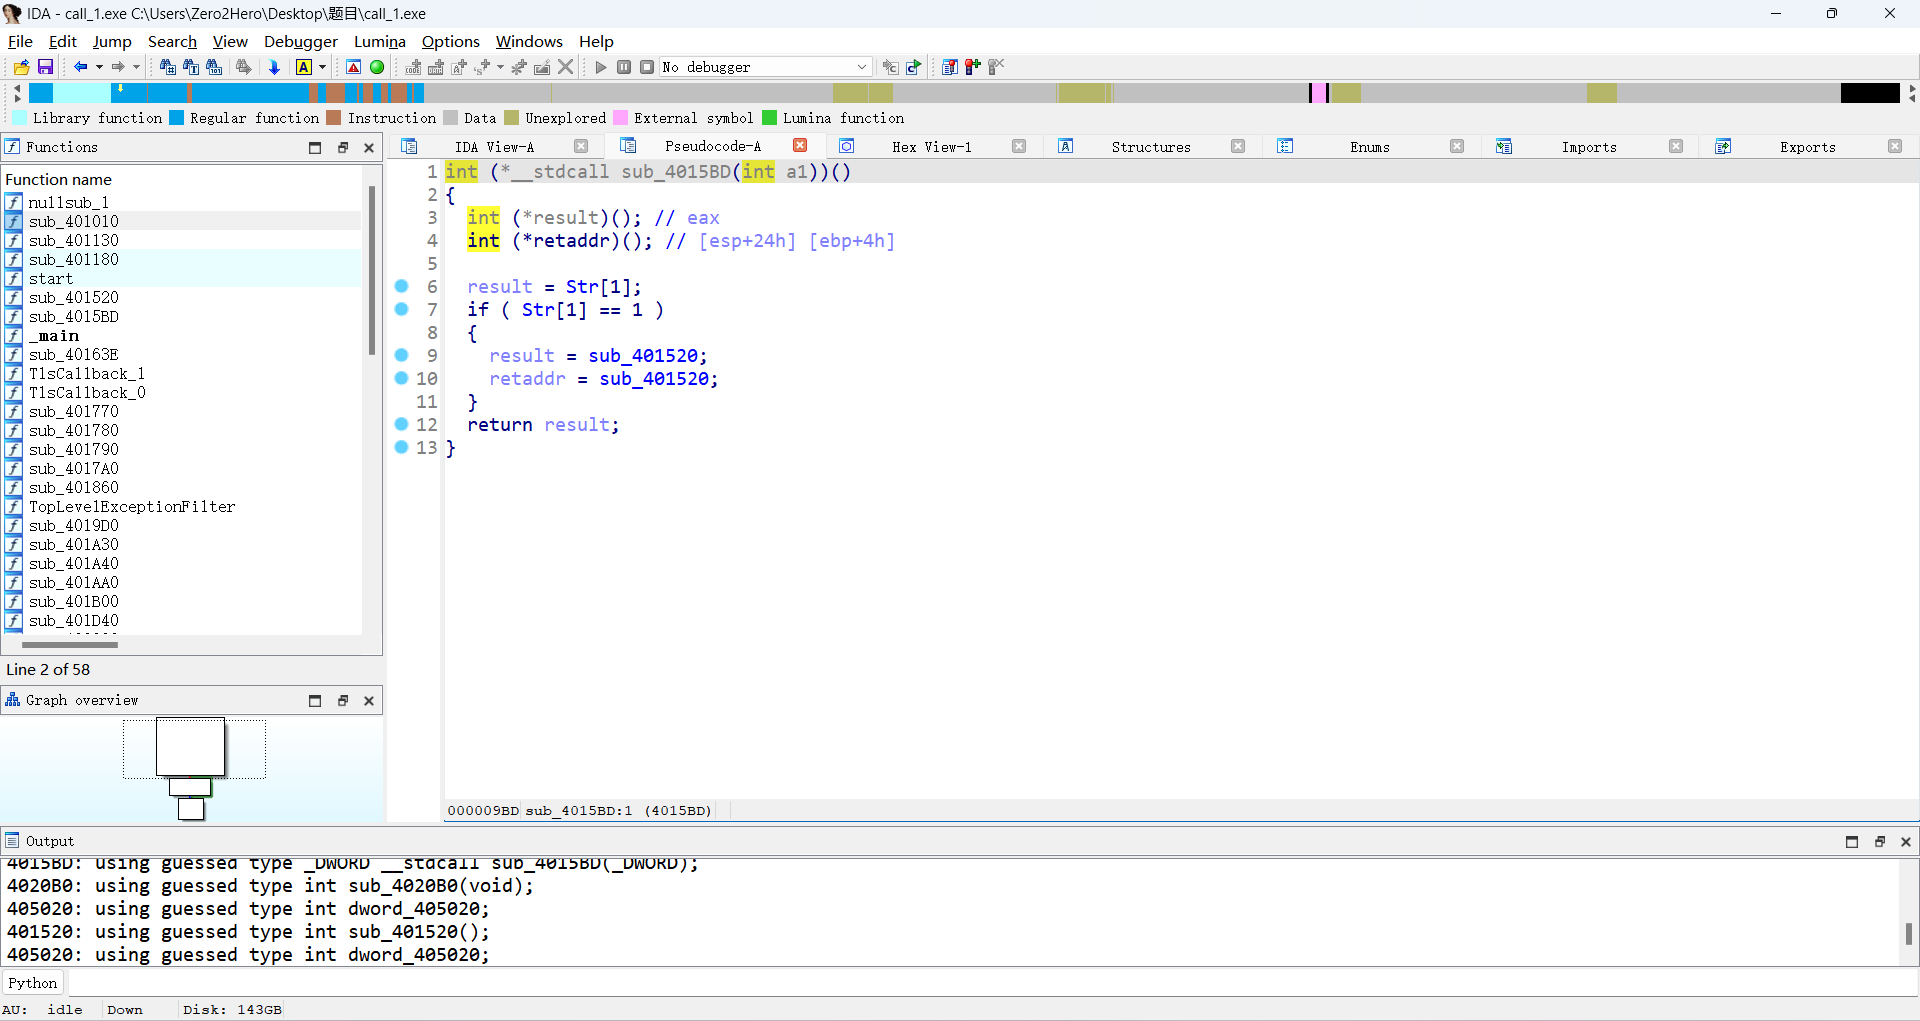 IDA - call_1.exe C:\Users\Zero2Hero\Desktop\题目\call_1.exe
File Edit Jump Search View Debugger Lumina Options Windows Help
No debugger
Library function Regular function Instruction Data Unexplored External symbol Lumina function
Functions
IDA View-A Pseudocode-A Hex View-1 Structures Enums Imports Exports
Function name
nullsub_1
sub_401010
sub_401130
sub_401180
start
sub_401520
sub_4015BD
_main
sub_40163E
TlsCallback_1
TlsCallback_0
sub_401770
sub_401780
sub_401790
sub_4017A0
sub_401860
TopLevelExceptionFilter
sub_4019D0
sub_401A30
sub_401A40
sub_401AA0
sub_401B00
sub_401D40
Line 2 of 58
Graph overview
1 int (*__stdcall sub_4015BD(int a1))()
2 {
3 int (*result)(); // eax
4 int (*retaddr)(); // [esp+24h] [ebp+4h]
5
6 result = Str[1];
7 if ( Str[1] == 1 )
8 {
9 result = sub_401520;
10 retaddr = sub_401520;
11 }
12 return result;
13 }
000009BD sub_4015BD:1 (4015BD)
Output
4015BD: using guessed type _DWORD __stdcall sub_4015BD(_DWORD);
4020B0: using guessed type int sub_4020B0(void);
405020: using guessed type int dword_405020;
401520: using guessed type int sub_401520();
405020: using guessed type int dword_405020;
Python
AU: idle Down Disk: 143GB